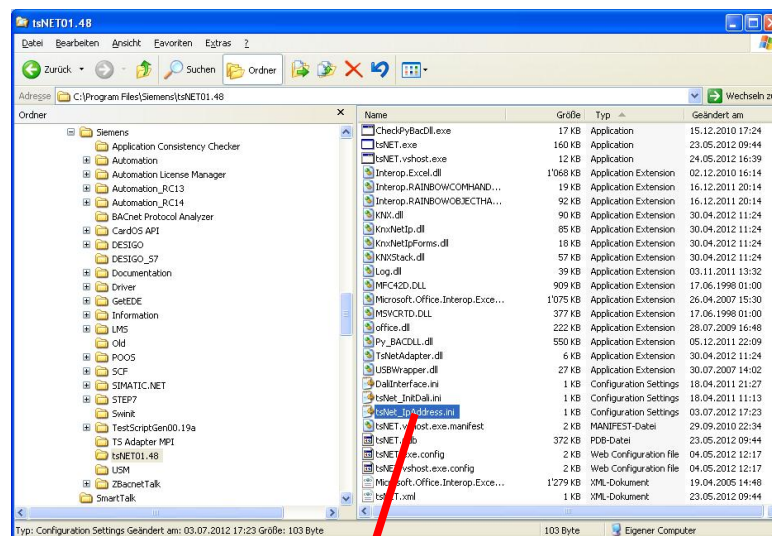 tsNET01.48
Datei Bearbeiten Ansicht Favoriten Extras ?
Zurück Suchen Ordner
Adresse C:\Program Files\Siemens\tsNET01.48 Wechseln zu
Ordner x
Siemens
Application Consistency Checker
Automation
Automation License Manager
Automation_RC13
Automation_RC14
BACnet Protocol Analyzer
CardOS API
DESIGO
DESIGO_S7
Documentation
Driver
GetEDE
Information
LMS
Old
POOS
SCF
SIMATIC.NET
STEP7
Swinit
TestScriptGen00.19a
TS Adapter MPI
tsNET01.48
USM
ZBacnetTalk
SmartTalk
Name Größe Typ Geändert am
CheckPyBacDll.exe 17 KB Application 15.12.2010 17:24
tsNET.exe 160 KB Application 23.05.2012 09:44
tsNET.vshost.exe 12 KB Application 24.05.2012 16:39
Interop.Excel.dll 1'068 KB Application Extension 02.12.2010 16:14
Interop.RAINBOWCOMHAND... 19 KB Application Extension 16.12.2011 20:14
Interop.RAINBOWOBJECTHA... 92 KB Application Extension 16.12.2011 20:14
KNX.dll 90 KB Application Extension 30.04.2012 11:24
KnxNetIp.dll 85 KB Application Extension 30.04.2012 11:24
KnxNetIpForms.dll 18 KB Application Extension 30.04.2012 11:24
KNXStack.dll 57 KB Application Extension 30.04.2012 11:24
Log.dll 39 KB Application Extension 03.11.2011 13:32
MFC42D.DLL 909 KB Application Extension 17.06.1998 01:00
Microsoft.Office.Interop.Exce... 1'075 KB Application Extension 26.04.2007 15:30
MSVCRTD.DLL 377 KB Application Extension 17.06.1998 01:00
office.dll 222 KB Application Extension 28.07.2009 16:48
Py_BACDLL.dll 550 KB Application Extension 05.12.2011 22:09
TsNetAdapter.dll 6 KB Application Extension 30.04.2012 11:24
USBWrapper.dll 27 KB Application Extension 30.07.2007 14:02
DaliInterface.ini 1 KB Configuration Settings 18.04.2011 21:27
tsNet_InitDali.ini 1 KB Configuration Settings 18.04.2011 11:13
tsNet_IpAddress.ini 1 KB Configuration Settings 03.07.2012 17:23
tsNET.vshost.exe.manifest 2 KB MANIFEST-Datei 29.09.2010 22:34
tsNET.pdb 372 KB PDB-Datei 23.05.2012 09:44
tsNET.exe.config 2 KB Web Configuration file 04.05.2012 12:17
tsNET.vshost.exe.config 2 KB Web Configuration file 04.05.2012 12:17
Microsoft.Office.Interop.Exce... 1'279 KB XML-Dokument 19.04.2005 14:48
tsNET.xml 1 KB XML-Dokument 23.05.2012 09:44
Typ: Configuration Settings Geändert am: 03.07.2012 17:23 Größe: 103 Byte 103 Byte Eigener Computer